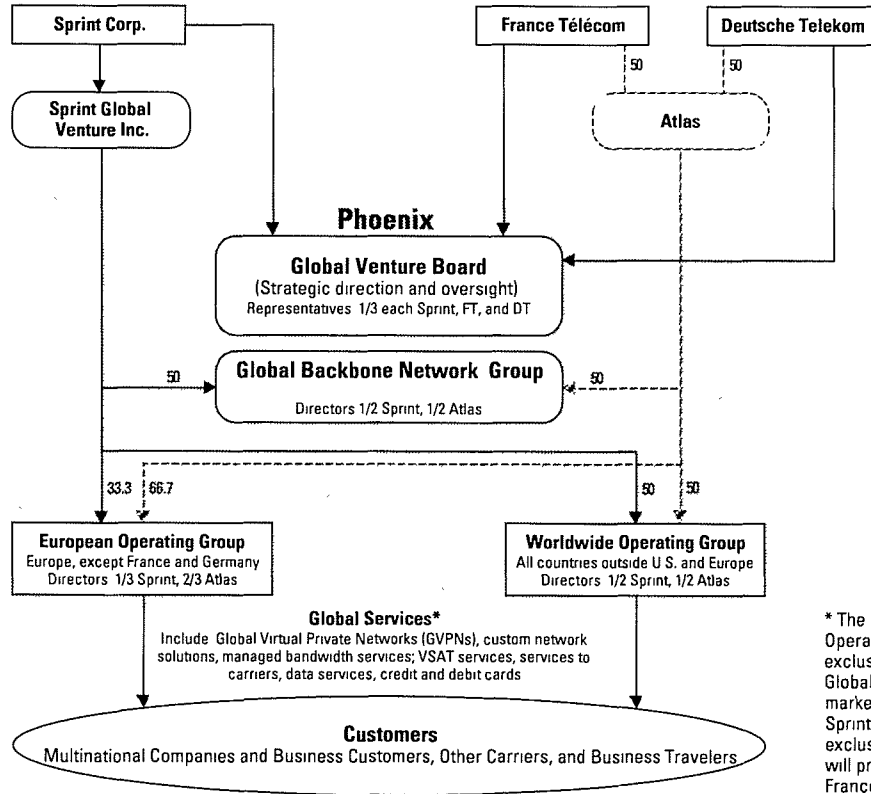 Sprint Corp.
France Télécom
Deutsche Telekom
50
50
Sprint Global
Venture Inc.
Atlas
Phoenix
Global Venture Board
(Strategic direction and oversight)
Representatives 1/3 each Sprint, FT, and DT
50
Global Backbone Network Group
50
Directors 1/2 Sprint, 1/2 Atlas
33.3
66.7
50
50
European Operating Group
Europe, except France and Germany
Directors 1/3 Sprint, 2/3 Atlas
Worldwide Operating Group
All countries outside U.S. and Europe
Directors 1/2 Sprint, 1/2 Atlas
Global Services*
Include Global Virtual Private Networks (GVPNs), custom network
solutions, managed bandwidth services; VSAT services, services to
carriers, data services, credit and debit cards
* The
Opera
exclus
Global
marke
Sprint
exclus
will pr
France
Customers
Multinational Companies and Business Customers, Other Carriers, and Business Travelers